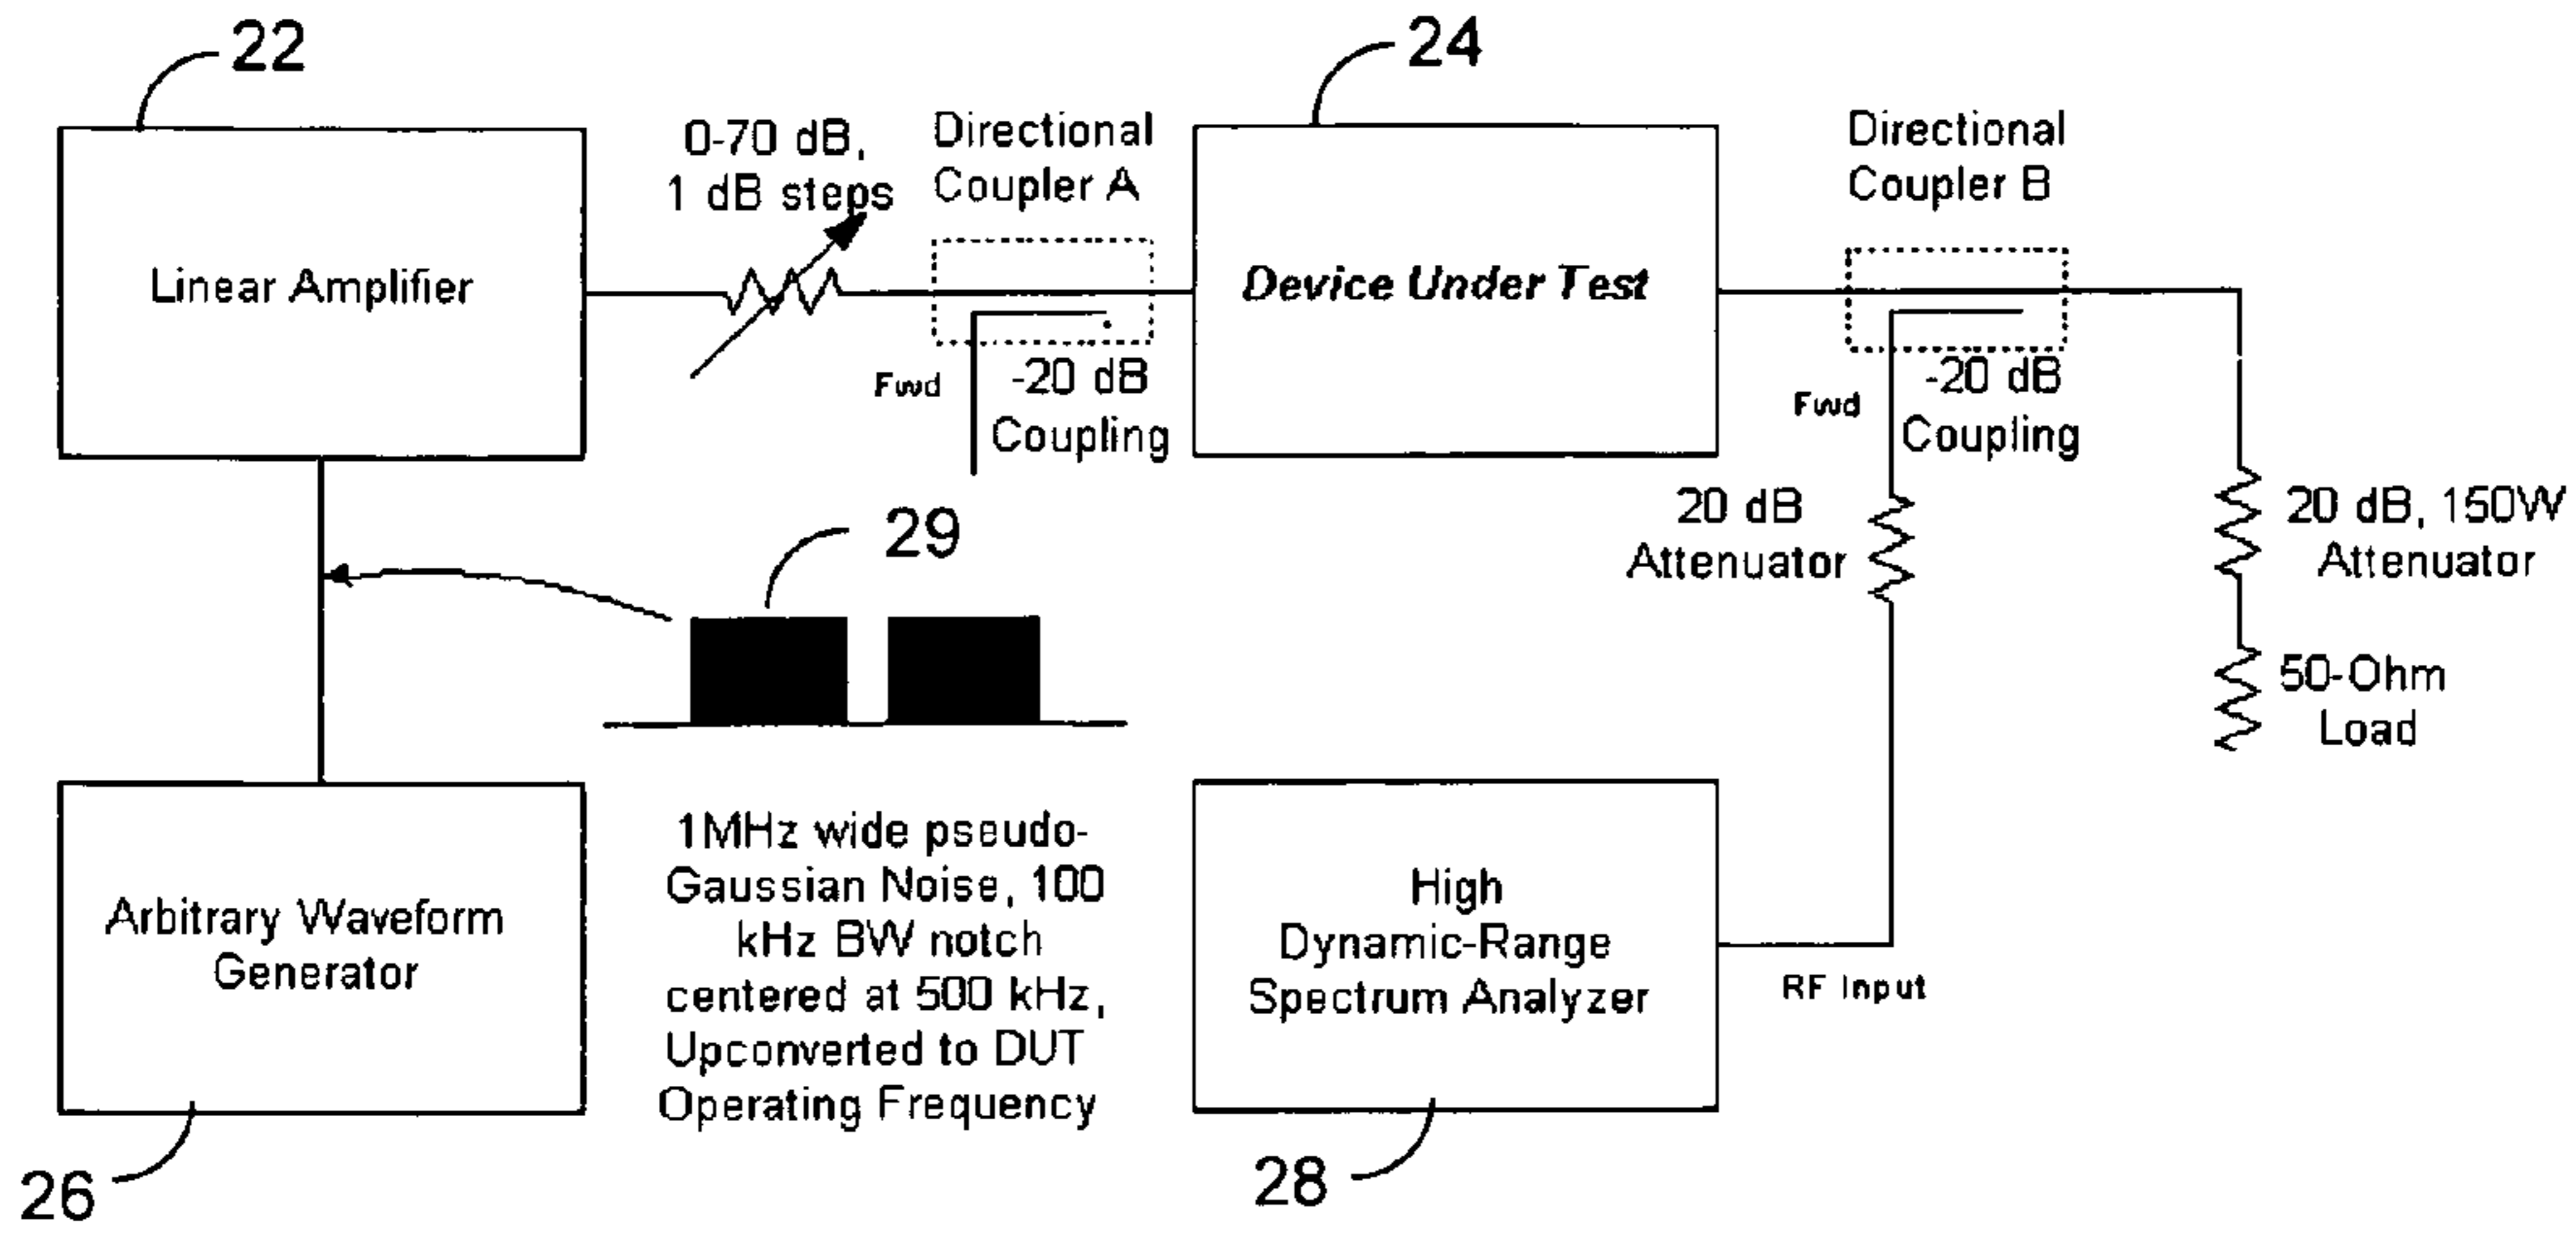 22
24
0-70 dB,
1 dB steps
Directional
Coupler A
Directional
Coupler B
Linear Amplifier
Device Under Test
Fwd
-20 dB
Coupling
Fwd
-20 dB
Coupling
20 dB
Attenuator
20 dB, 150W
Attenuator
29
50-Ohm
Load
Arbitrary Waveform
Generator
1MHz wide pseudo-
Gaussian Noise, 100
kHz BW notch
centered at 500 kHz,
Upconverted to DUT
Operating Frequency
High
Dynamic-Range
Spectrum Analyzer
RF Input
26
28